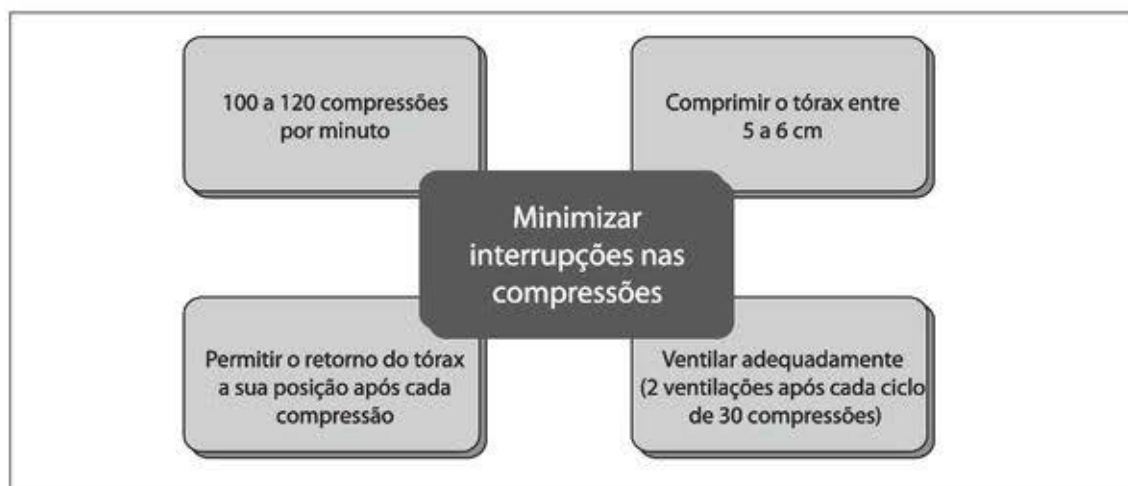 100 a 120 compressões
por minuto
Comprimir o tórax entre
5 a 6 cm
Minimizar
interrupções nas
compressões
Permitir o retorno do tórax
a sua posição após cada
compressão
Ventilar adequadamente
(2 ventilações após cada ciclo
de 30 compressões)